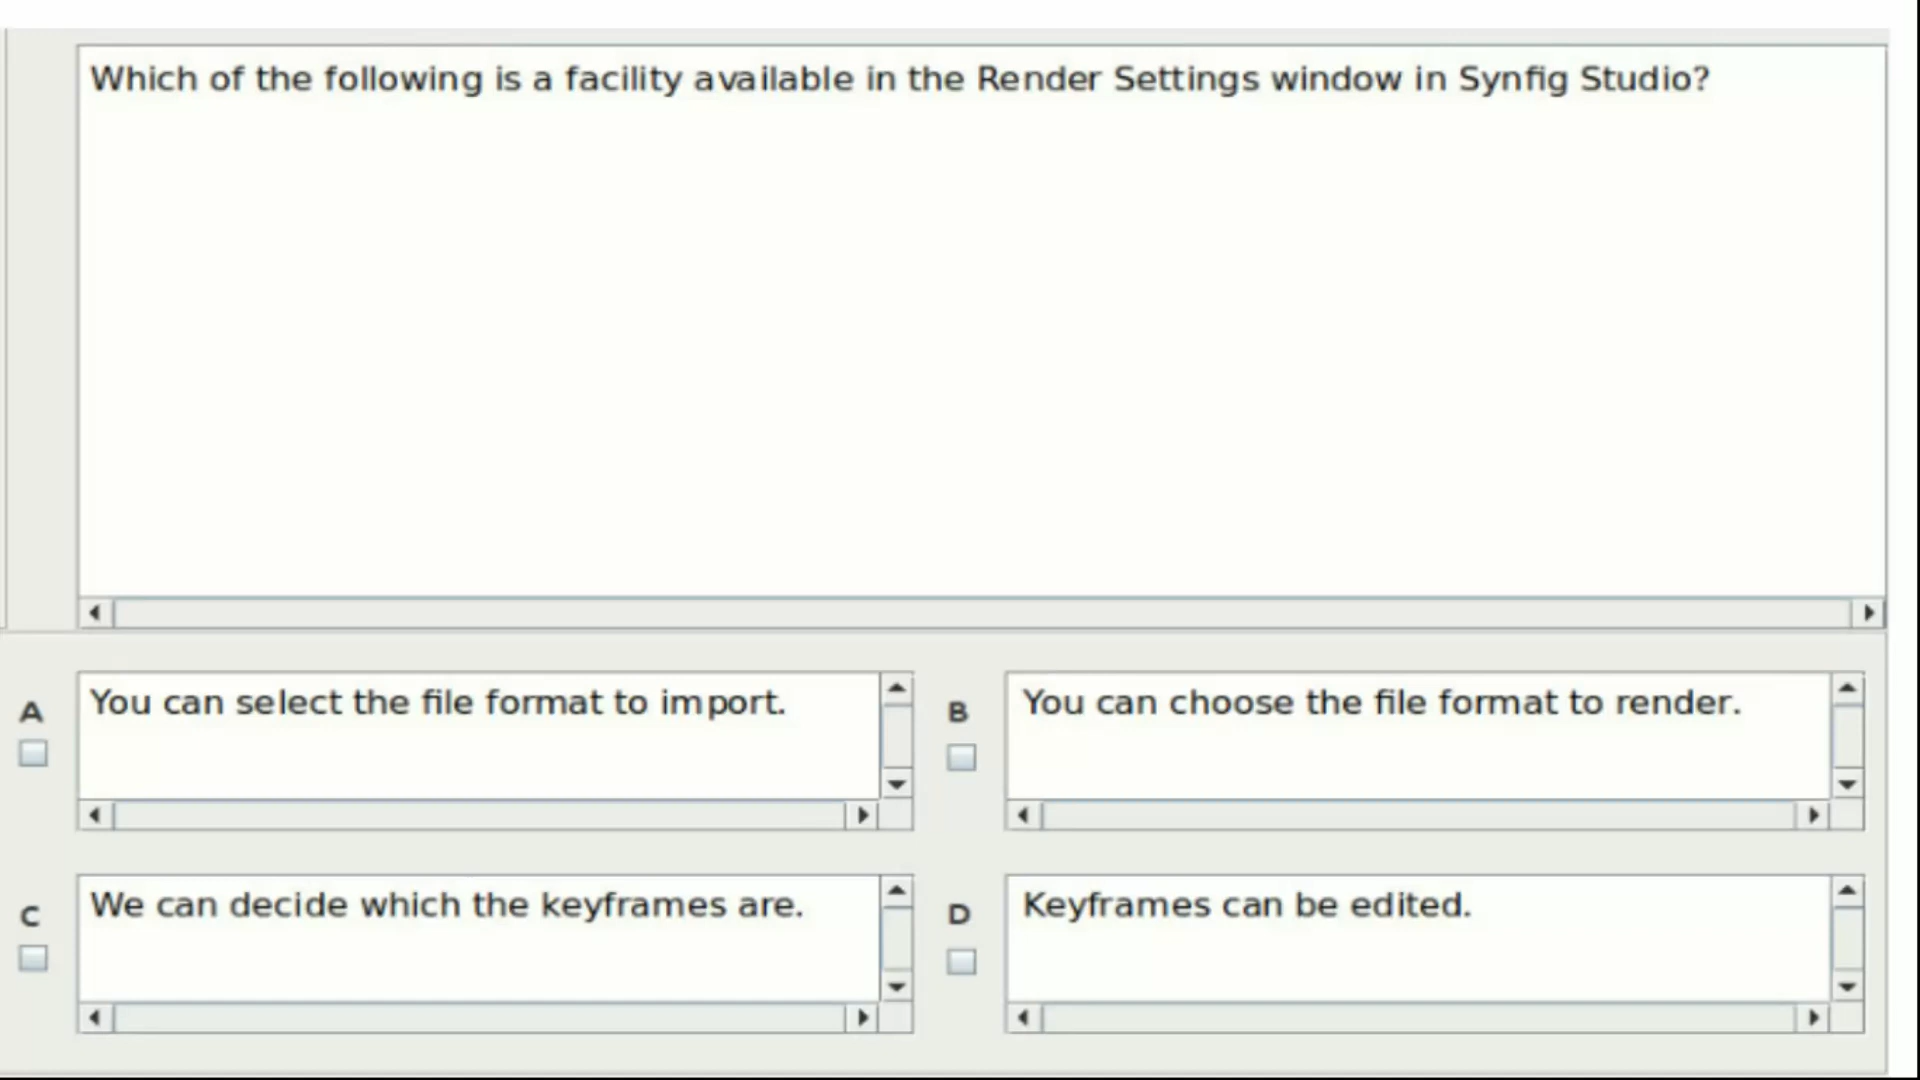 Which of the following is a facility available in the Render Settings window in Synfig Studio?
A
You can select the file format to import.
B
You can choose the file format to render.
C
We can decide which the keyframes are.
D
Keyframes can be edited.